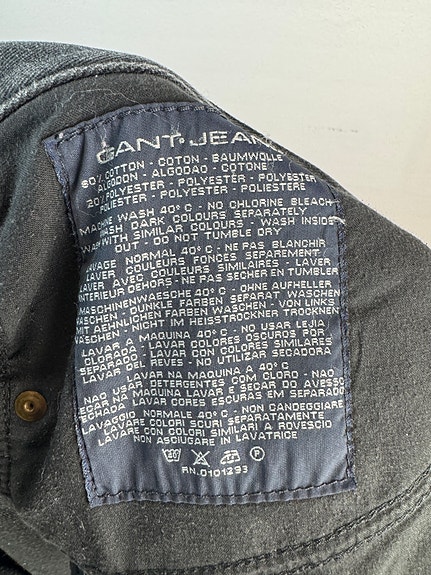 GANT·JEAN
80% COTTON - COTON - BAUMWOLLE
ALGODON - ALGODAO - COTONE
20% POLYESTER - POLYESTER - POLYESTER
POLIESTER - POLYESTER - POLIESTERE
MACHINE WASH 40°C - NO CHLORINE BLEACH
WASH DARK COLOURS SEPARATELY
WASH WITH SIMILAR COLOURS - WASH INSIDE
OUT - DO NOT TUMBLE DRY
LAVAGE NORMAL 40°C - NE PAS BLANCHIR
LAVER COULEURS FONCES SEPAREMENT
LAVER AVEC COULEURS SIMILAIRES - LAVER
INTERIEUR DEHORS - NE PAS SECHER EN TUMBLER
MASCHINENWAESCHE 40°C - OHNE AUFHELLER
WASCHEN - DUNKLE FARBEN SEPARAT WASCHEN
MIT AEHNLICHEN FARBEN WASCHEN - VON LINKS
WASCHEN - NICHT IM HEISSTROCKNER TROCKNEN
LAVAR A MAQUINA 40°C - NO USAR LEJIA
CLORADA - LAVAR COLORES OSCUROS POR
SEPARADO - LAVAR CON COLORES SIMILARES
LAVAR DEL REVES - NO UTILIZAR SECADORA
LAVAR NA MAQUINA A 40°C
NAO USAR DETERGENTES COM CLORO - NAO
SECAR NA MAQUINA LAVAR E SECAR DO AVESSO
FECHADA LAVAR CORES ESCURAS EM SEPARADO
LAVAGGIO NORMALE 40°C - NON CANDEGGIARE
LAVARE COLORI SCURI SEPARATAMENTE
LAVARE CON COLORI SIMILARI A ROVESCIO
NON ASCIUGARE IN LAVATRICE
40 P
RN.0101293